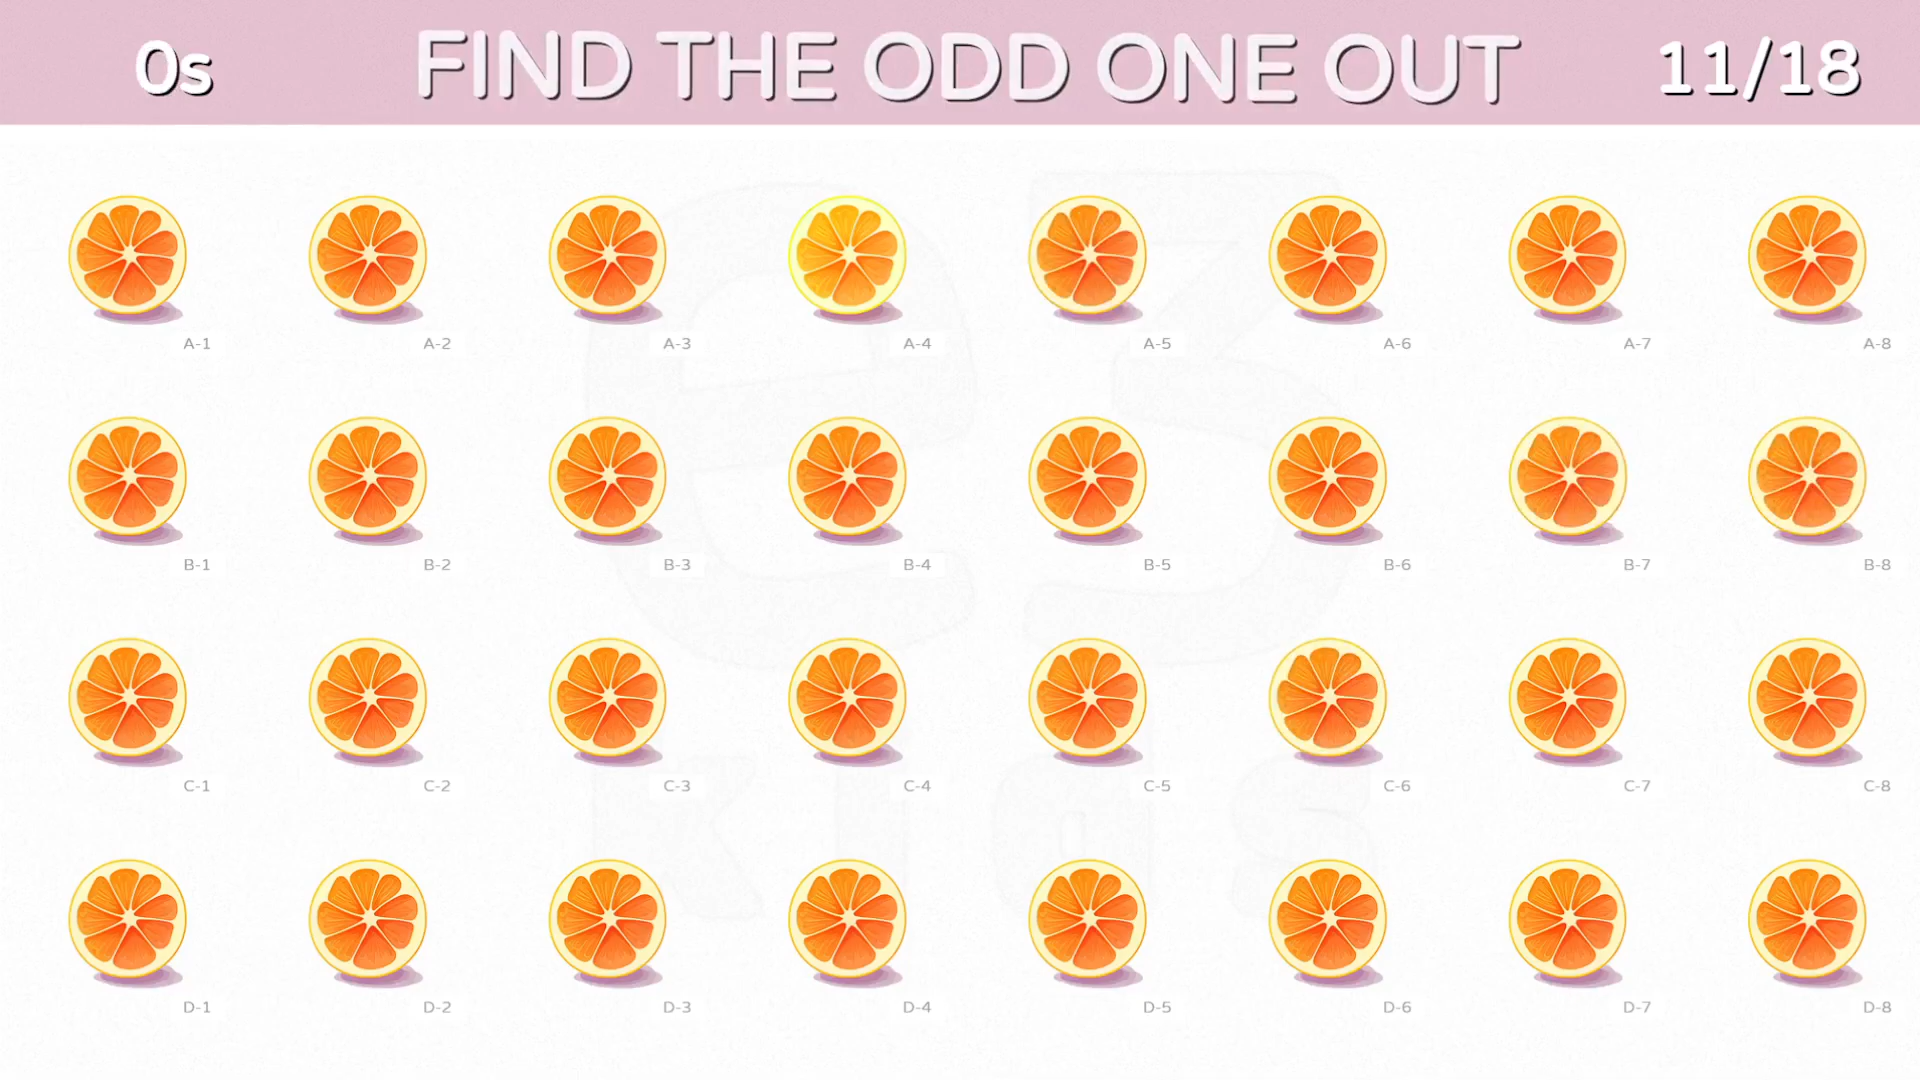 0s FIND THE ODD ONE OUT 11/18
A-1 A-2 A-3 A-4 A-5 A-6 A-7 A-8
B-1 B-2 B-3 B-4 B-5 B-6 B-7 B-8
C-1 C-2 C-3 C-4 C-5 C-6 C-7 C-8
D-1 D-2 D-3 D-4 D-5 D-6 D-7 D-8
e3
kids